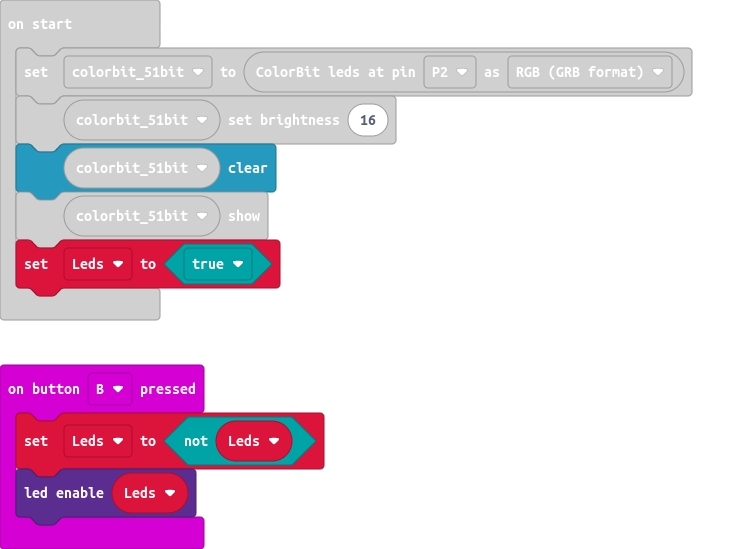 on start
set colorbit_51bit to ColorBit leds at pin P2 as RGB (GRB format)
colorbit_51bit set brightness 16
colorbit_51bit clear
colorbit_51bit show
set Leds to true
on button B pressed
set Leds to not Leds
led enable Leds